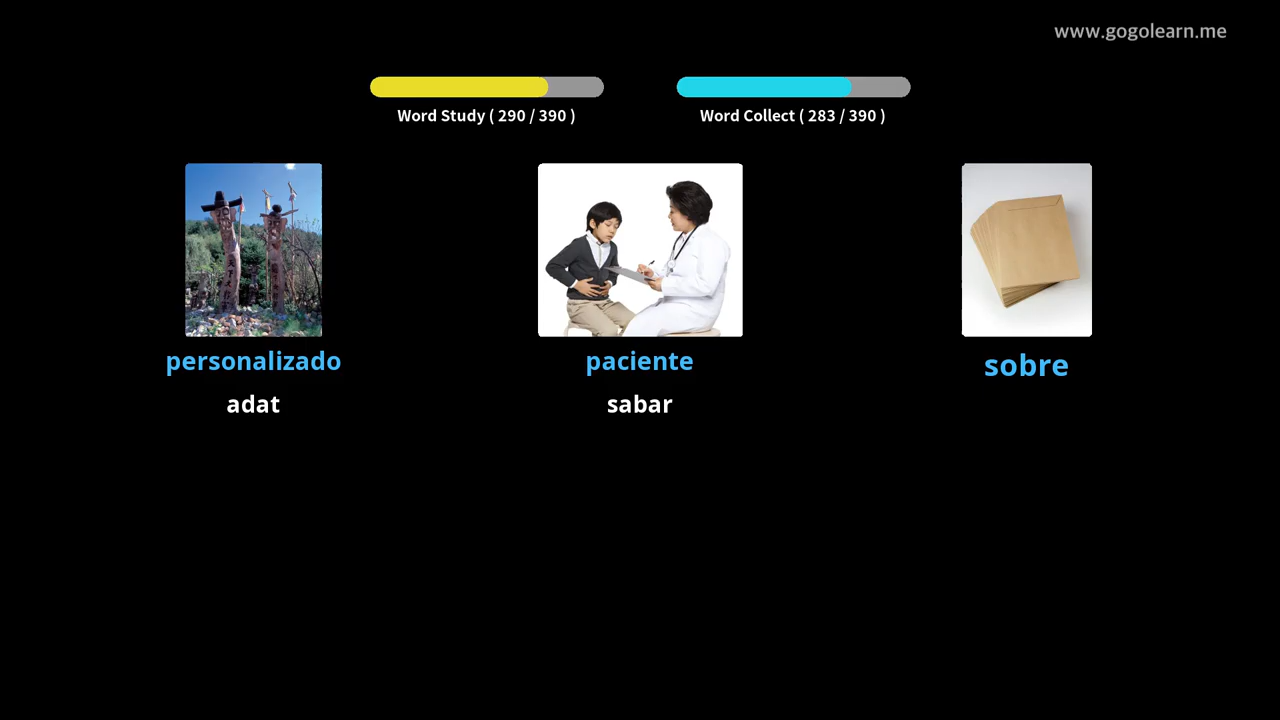 www.gogolearn.me
Word Study ( 290 / 390 )
Word Collect ( 283 / 390 )
personalizado
paciente
sobre
adat
sabar